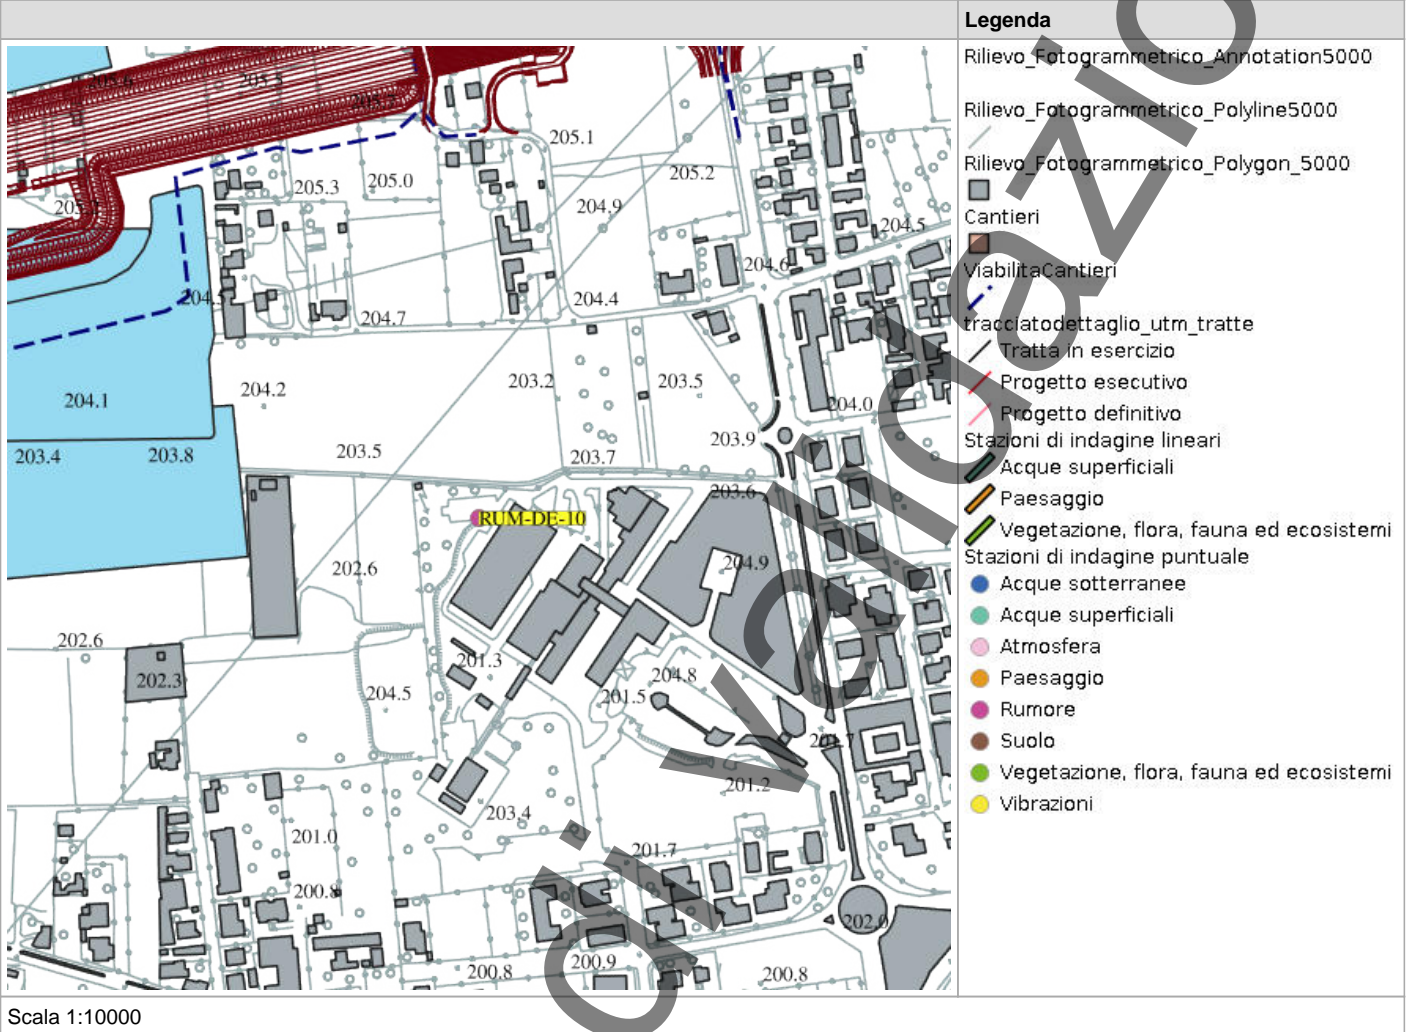 Legenda
Rilievo_Fotogrammetrico_Annotation5000
Rilievo_Fotogrammetrico_Polyline5000
Rilievo_Fotogrammetrico_Polygon_5000
Cantieri
ViabilitaCantieri
tracciatodettaglio_utm_tratte
Tratta in esercizio
Progetto esecutivo
Progetto definitivo
Stazioni di indagine lineari
Acque superficiali
Paesaggio
Vegetazione, flora, fauna ed ecosistemi
Stazioni di indagine puntuale
Acque sotterranee
Acque superficiali
Atmosfera
Paesaggio
Rumore
Suolo
Vegetazione, flora, fauna ed ecosistemi
Vibrazioni
205.1
205.2
205.3
205.0
204.9
204.5
204.6
204.4
204.7
204.1
204.2
203.2
203.5
204.0
203.9
203.4
203.8
203.5
203.7
203.6
RUM-DE-10
202.6
204.9
202.6
202.3
201.3
204.5
204.8
201.5
201.7
201.2
203.4
201.0
201.7
200.8
202.0
200.8
200.9
200.8
di validazio
Scala 1:10000